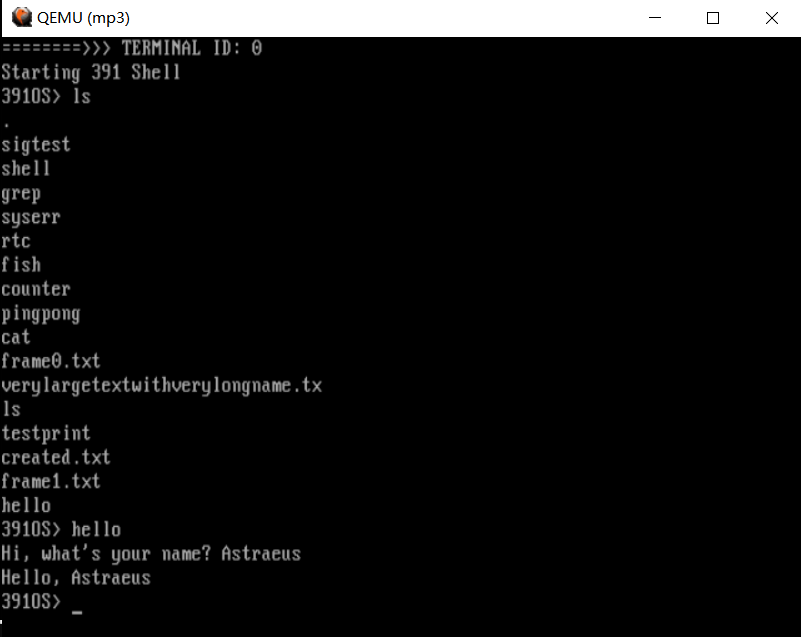 QEMU (mp3)
========>>> TERMINAL ID: 0
Starting 391 Shell
391OS> ls
.
sigtest
shell
grep
syserr
rtc
fish
counter
pingpong
cat
frame0.txt
verylargetextwithverylongname.tx
ls
testprint
created.txt
frame1.txt
hello
391OS> hello
Hi, what's your name? Astraeus
Hello, Astraeus
391OS> _